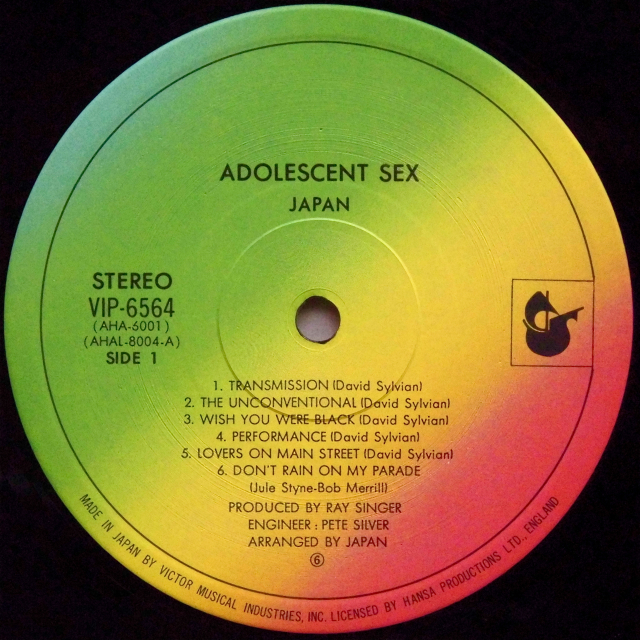 ADOLESCENT SEX
JAPAN
STEREO
VIP-6564
(AHA-6001)
(AHAL-8004-A)
SIDE 1
1. TRANSMISSION (David Sylvian)
2. THE UNCONVENTIONAL (David Sylvian)
3. WISH YOU WERE BLACK (David Sylvian)
4. PERFORMANCE (David Sylvian)
5. LOVERS ON MAIN STREET (David Sylvian)
6. DON'T RAIN ON MY PARADE
(Jule Styne-Bob Merrill)
PRODUCED BY RAY SINGER
ENGINEER : PETE SILVER
ARRANGED BY JAPAN
⑥
MADE IN JAPAN BY VICTOR MUSICAL INDUSTRIES, INC. LICENSED BY HANSA PRODUCTIONS LTD., ENGLAND